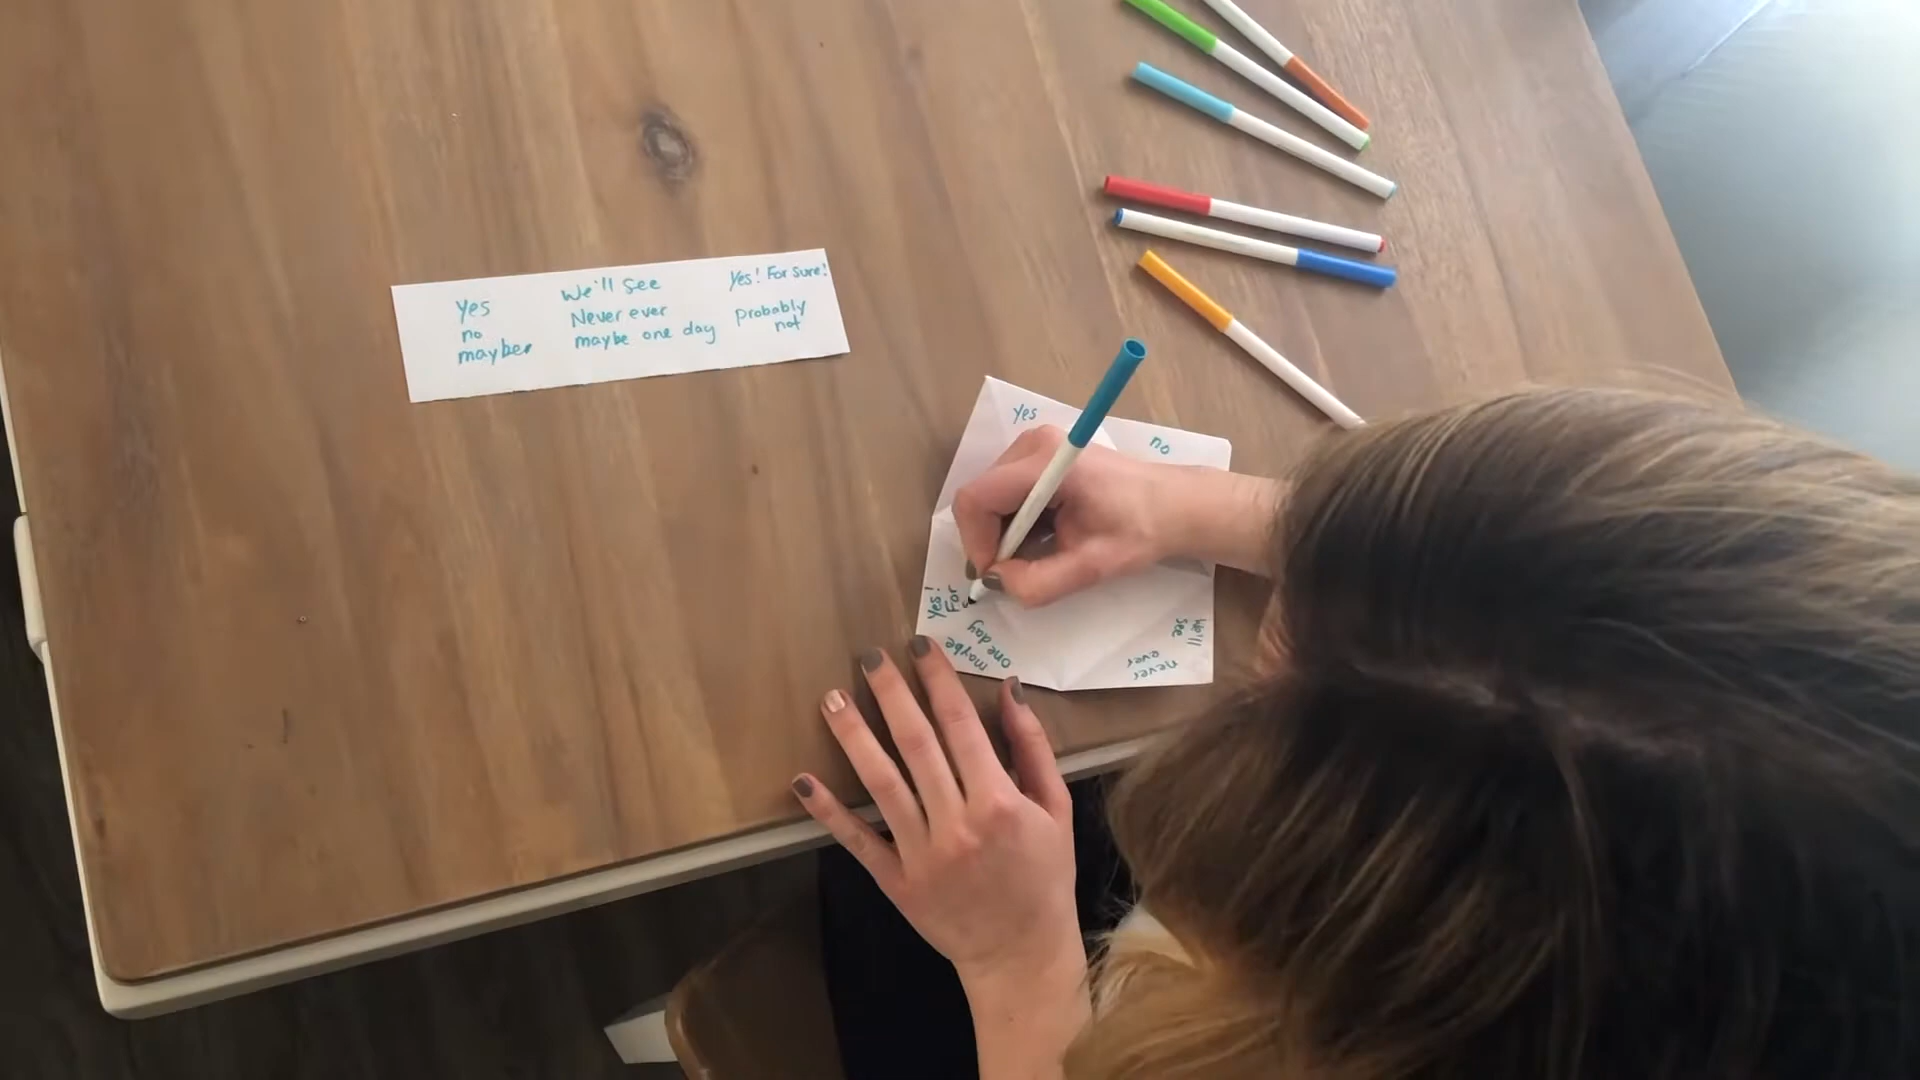 Yes
no
maybe
We'll see
Never ever
maybe one day
Yes! For sure!
probably
not
Yes
no
We'll
see
never
ever
maybe
one day
Yes!
For
s